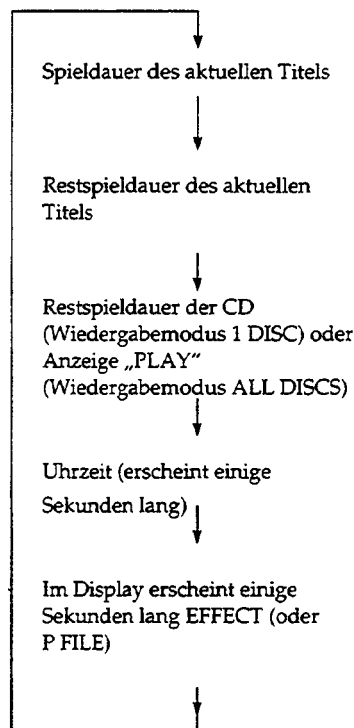 Spieldauer des aktuellen Titels
Restspieldauer des aktuellen
Titels
Restspieldauer der CD
(Wiedergabemodus 1 DISC) oder
Anzeige „PLAY”
(Wiedergabemodus ALL DISCS)
Uhrzeit (erscheint einige
Sekunden lang)
Im Display erscheint einige
Sekunden lang EFFECT (oder
P FILE)